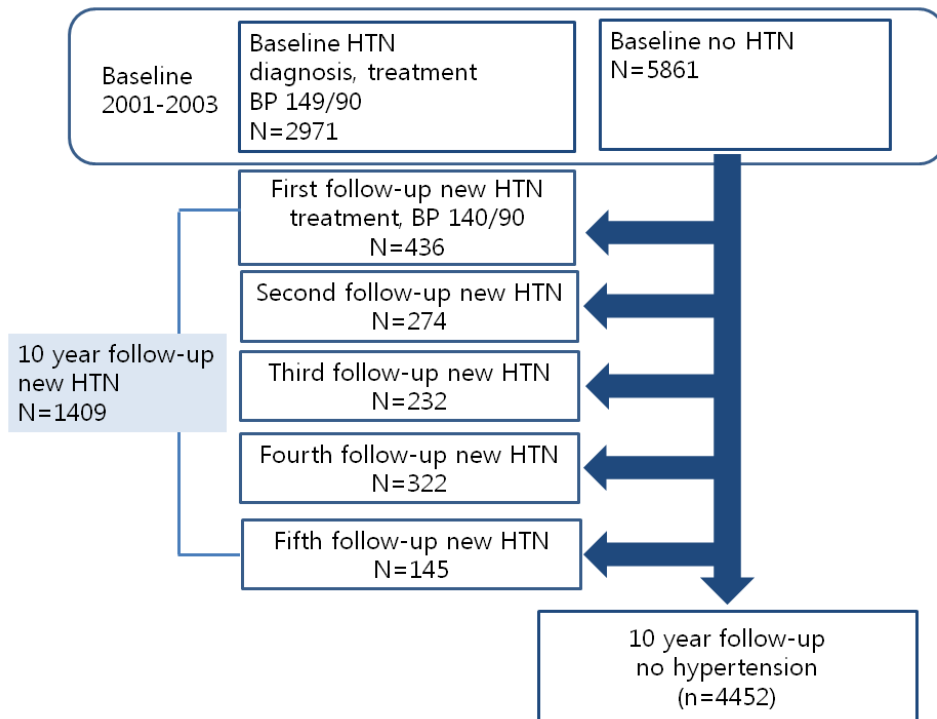 Baseline
2001-2003
Baseline HTN
diagnosis, treatment
BP 149/90
N=2971
Baseline no HTN
N=5861
First follow-up new HTN
treatment, BP 140/90
N=436
Second follow-up new HTN
N=274
10 year follow-up
new HTN
N=1409
Third follow-up new HTN
N=232
Fourth follow-up new HTN
N=322
Fifth follow-up new HTN
N=145
10 year follow-up
no hypertension
(n=4452)